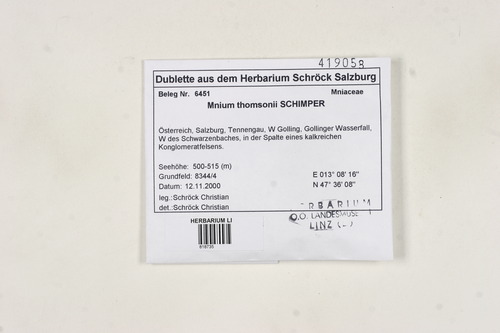 419058
Dublette aus dem Herbarium Schröck Salzburg
Beleg Nr. 6451 Mniaceae
Mnium thomsonii SCHIMPER
Österreich, Salzburg, Tennengau, W Golling, Gollinger Wasserfall,
W des Schwarzenbaches, in der Spalte eines kalkreichen
Konglomeratfelsens.
Seehöhe: 500-515 (m)
Grundfeld: 8344/4 E 013° 08' 16"
Datum: 12.11.2000 N 47° 36' 08"
leg.:Schröck Christian
det.:Schröck Christian
HERBARIUM LI
O.Ö. LANDESMUSE
LINZ